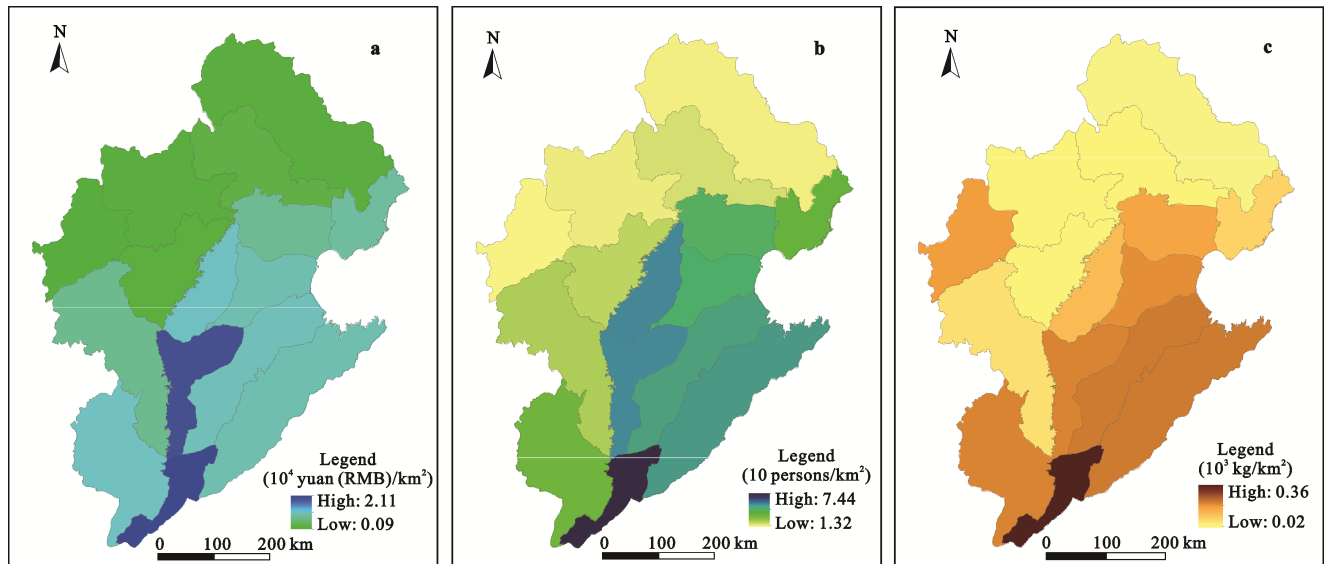 N
a
Legend
(10⁴ yuan (RMB)/km²)
High: 2.11
Low: 0.09
0 100 200 km
N
b
Legend
(10 persons/km²)
High: 7.44
Low: 1.32
0 100 200 km
N
c
Legend
(10³ kg/km²)
High: 0.36
Low: 0.02
0 100 200 km